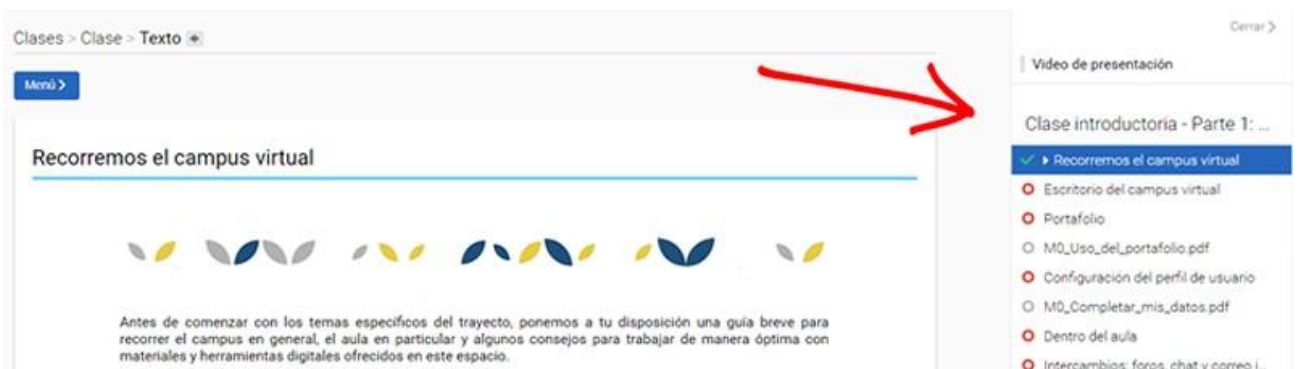 Clases > Clase > Texto
Menú >
Recorremos el campus virtual
Antes de comenzar con los temas específicos del trayecto, ponemos a tu disposición una guía breve para
recorrer el campus en general, el aula en particular y algunos consejos para trabajar de manera óptima con
materiales y herramientas digitales ofrecidos en este espacio.
Cerrar >
Video de presentación
Clase introductoria - Parte 1: ...
Recorremos el campus virtual
Escritorio del campus virtual
Portafolio
M0_Uso_del_portafolio.pdf
Configuración del perfil de usuario
M0_Completar_mis_datos.pdf
Dentro del aula
Intercambios: foros, chat y correo i...